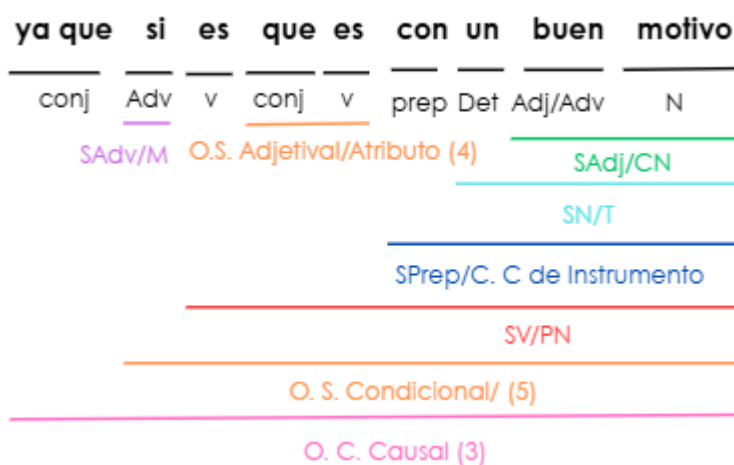 ya que si es que es con un buen motivo
conj Adv v conj v prep Det Adj/Adv N
SAdv/M O.S. Adjetival/Atributo (4) SAdj/CN
SN/T
SPrep/C. C de Instrumento
SV/PN
O. S. Condicional/ (5)
O. C. Causal (3)